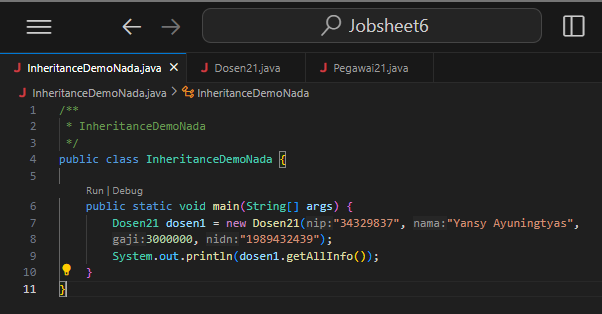 Jobsheet6
J InheritanceDemoNada.java × J Dosen21.java J Pegawai21.java
J InheritanceDemoNada.java > InheritanceDemoNada
1 /**
2  * InheritanceDemoNada
3  */
4 public class InheritanceDemoNada {
5
Run | Debug
6     public static void main(String[] args) {
7         Dosen21 dosen1 = new Dosen21(nip:"34329837", nama:"Yansy Ayuningtyas",
8         gaji:3000000, nidn:"1989432439");
9         System.out.println(dosen1.getAllInfo());
10     }
11 }